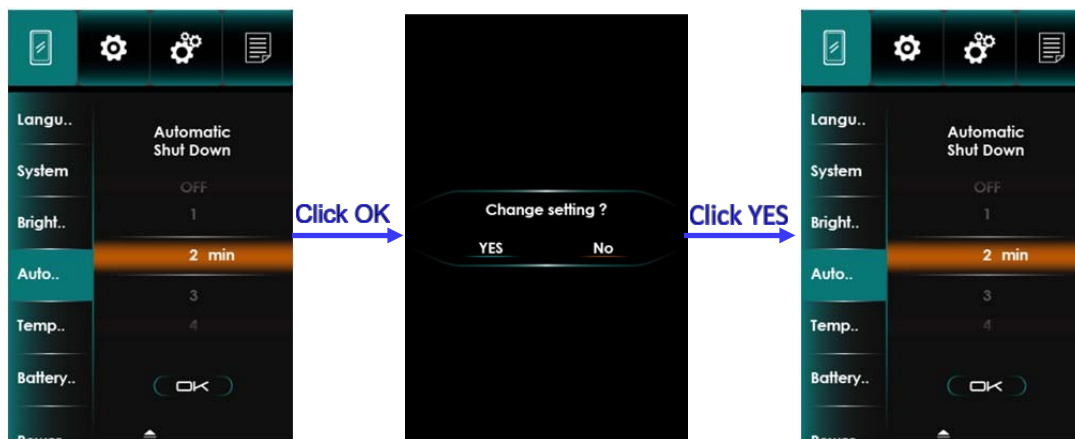 Langu..
System
Bright..
Auto..
Temp..
Battery..
Power
Automatic
Shut Down
OFF
1
2 min
3
4
OK
Click OK
Change setting ?
YES No
Click YES
Langu..
System
Bright..
Auto..
Temp..
Battery..
Power
Automatic
Shut Down
OFF
1
2 min
3
4
OK